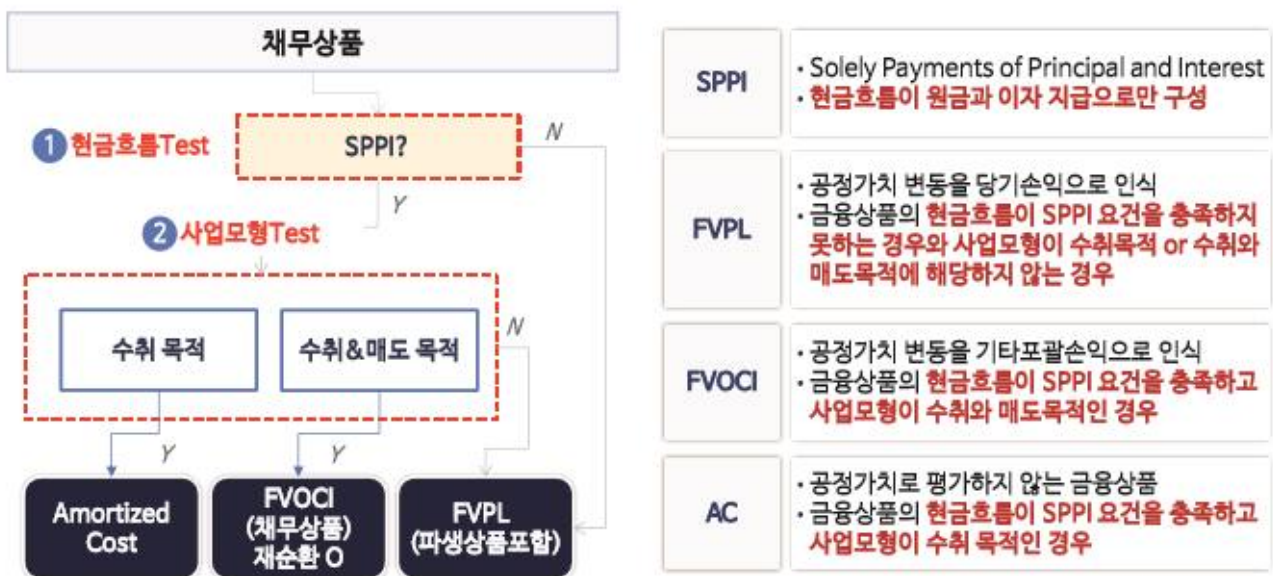 채무상품
1 현금흐름Test
SPPI?
N
Y
2 사업모형Test
수취 목적
수취&매도 목적
N
Y
Y
Amortized
Cost
FVOCI
(채무상품)
재순환 O
FVPL
(파생상품포함)
SPPI
• Solely Payments of Principal and Interest
• 현금흐름이 원금과 이자 지급으로만 구성
FVPL
• 공정가치 변동을 당기손익으로 인식
• 금융상품의 현금흐름이 SPPI 요건을 충족하지
못하는 경우와 사업모형이 수취목적 or 수취와
매도목적에 해당하지 않는 경우
FVOCI
• 공정가치 변동을 기타포괄손익으로 인식
• 금융상품의 현금흐름이 SPPI 요건을 충족하고
사업모형이 수취와 매도목적인 경우
AC
• 공정가치로 평가하지 않는 금융상품
• 금융상품의 현금흐름이 SPPI 요건을 충족하고
사업모형이 수취 목적인 경우